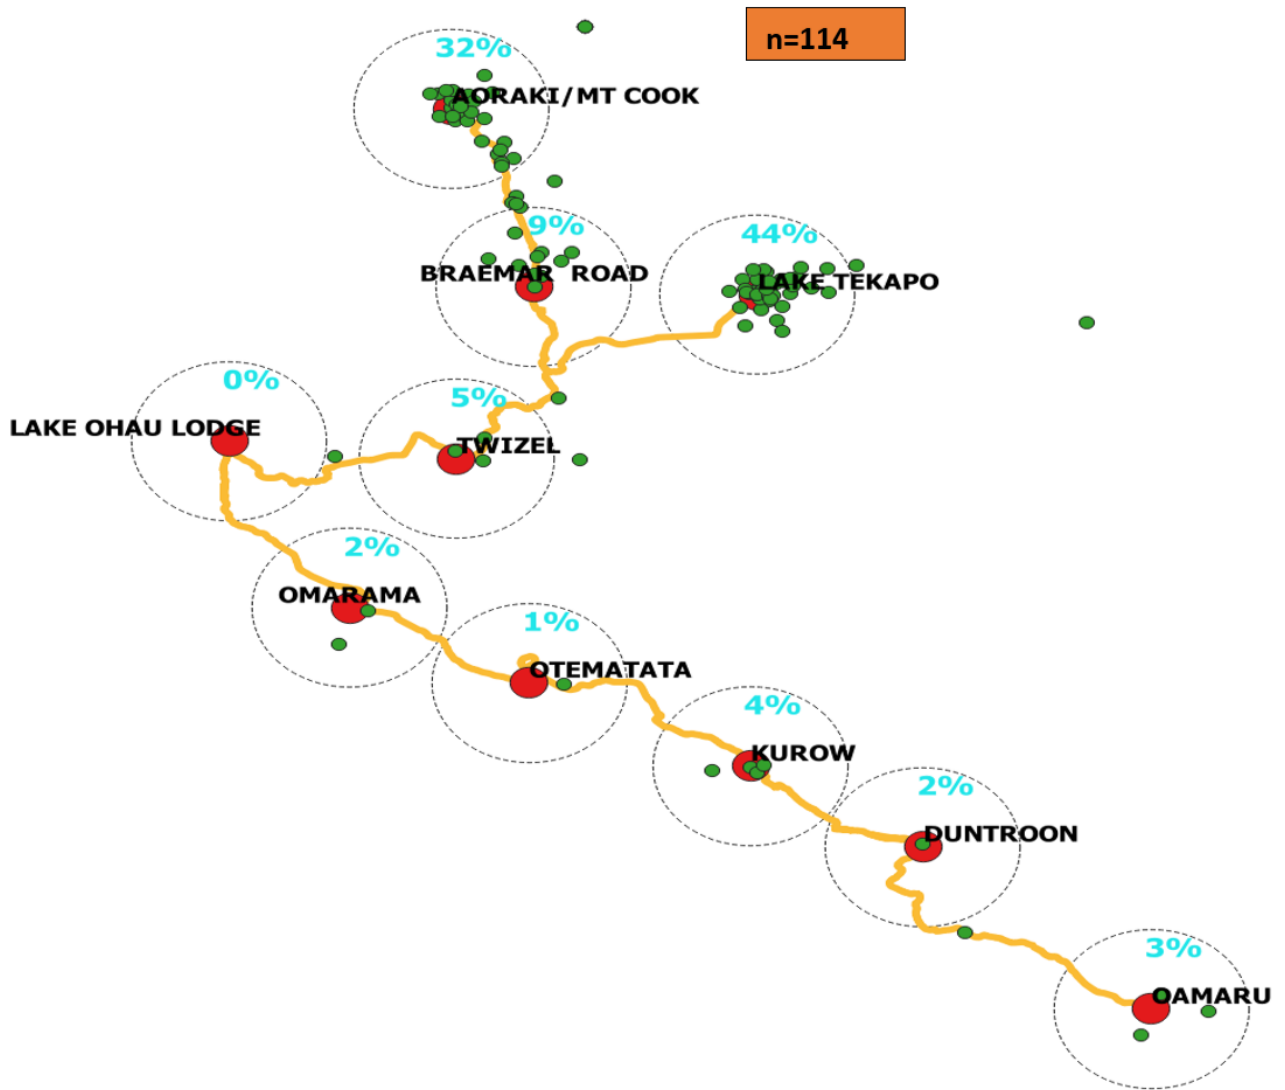 n=114
32%
AORAKI/MT COOK
9%
BRAEMAR ROAD
44%
LAKE TEKAPO
0%
LAKE OHAU LODGE
5%
TWIZEL
2%
OMARAMA
1%
OTEMATATA
4%
KUROW
2%
DUNTROON
3%
OAMARU